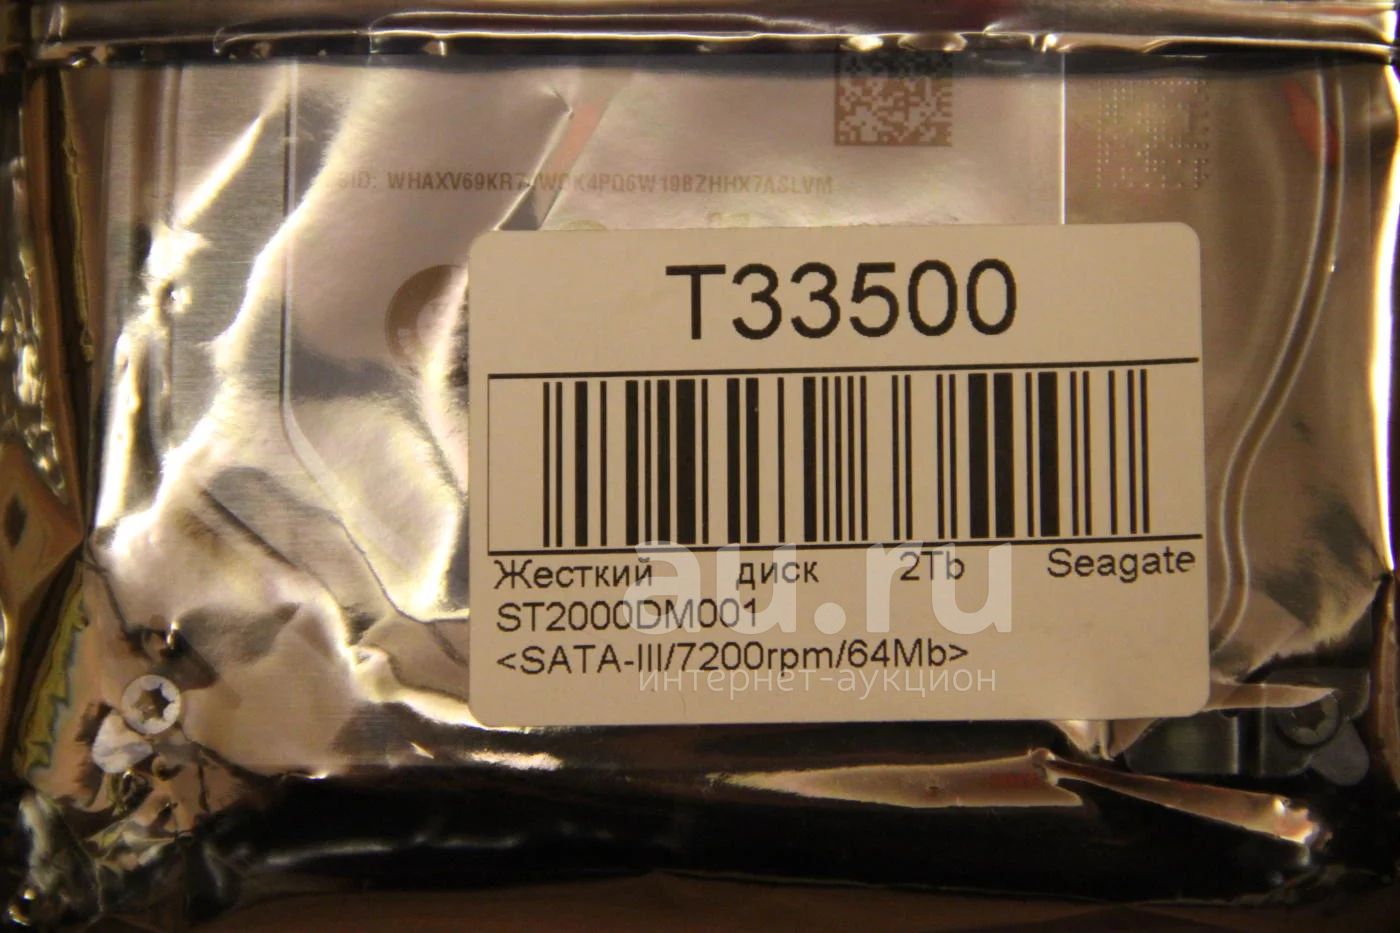 T33500
Жесткий диск 2Tb Seagate
ST2000DM001
<SATA-III/7200rpm/64Mb>
au.ru
интернет-аукцион